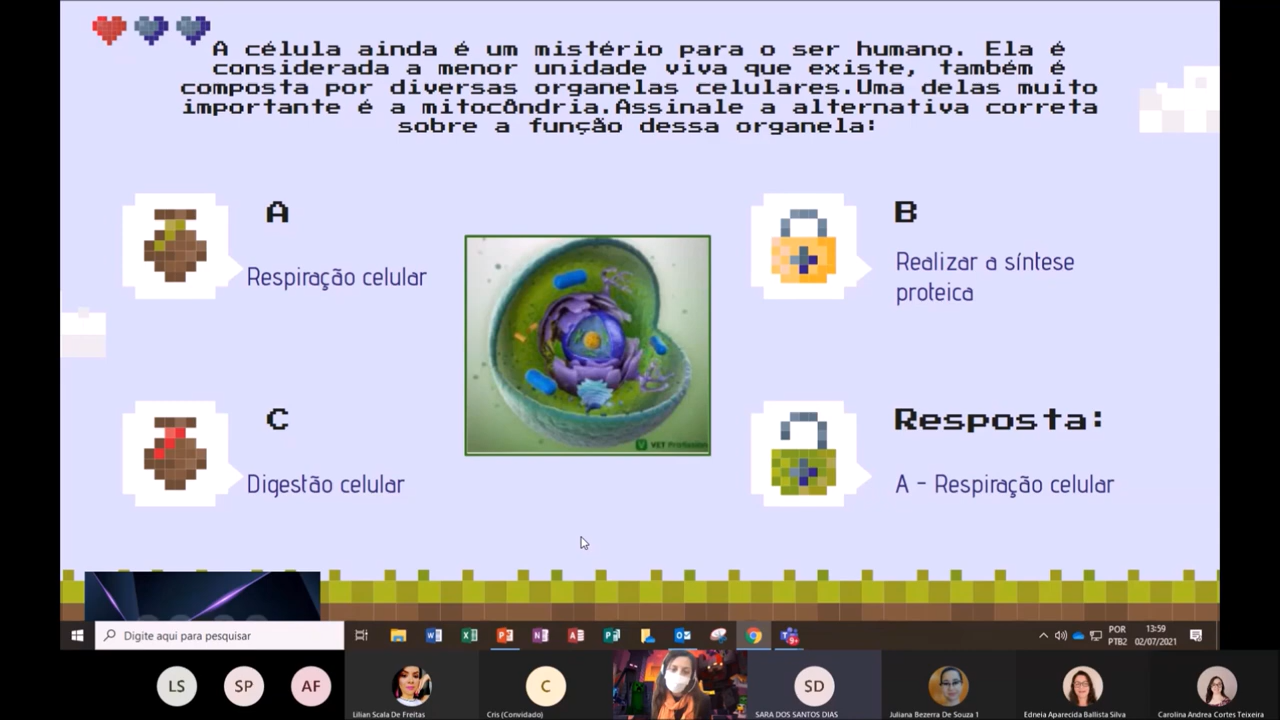 A célula ainda é um mistério para o ser humano. Ela é
considerada a menor unidade viva que existe, também é
composta por diversas organelas celulares.Uma delas muito
importante é a mitocôndria.Assinale a alternativa correta
sobre a função dessa organela:
A
Respiração celular
B
Realizar a síntese
proteica
C
Digestão celular
Resposta:
A - Respiração celular
VET Profissional
Digite aqui para pesquisar
POR
PTB2
13:59
02/07/2021
LS
SP
AF
Lilian Scala De Freitas
C
Cris (Convidado)
SD
SARA DOS SANTOS DIAS
Juliana Bezerra De Souza 1
Edneia Aparecida Ballista Silva
Carolina Andrea Cortes Teixeira